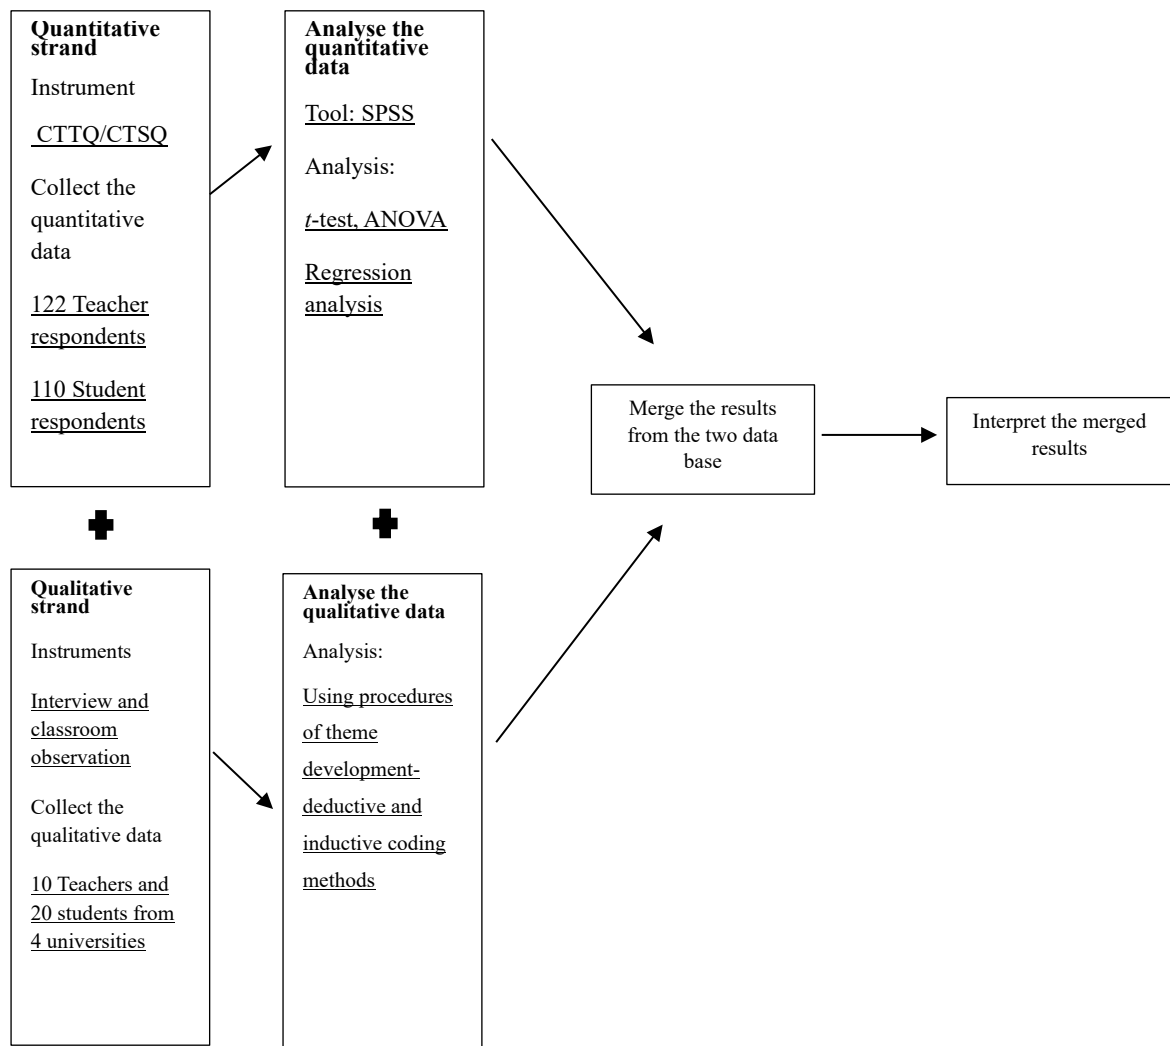 Quantitative
strand
Instrument
CTTQ/CTSQ
Collect the
quantitative
data
122 Teacher
respondents
110 Student
respondents
Analyse the
quantitative
data
Tool: SPSS
Analysis:
t-test, ANOVA
Regression
analysis
Merge the results
from the two data
base
Interpret the merged
results
Qualitative
strand
Instruments
Interview and
classroom
observation
Collect the
qualitative data
10 Teachers and
20 students from
4 universities
Analyse the
qualitative data
Analysis:
Using procedures
of theme
development-
deductive and
inductive coding
methods